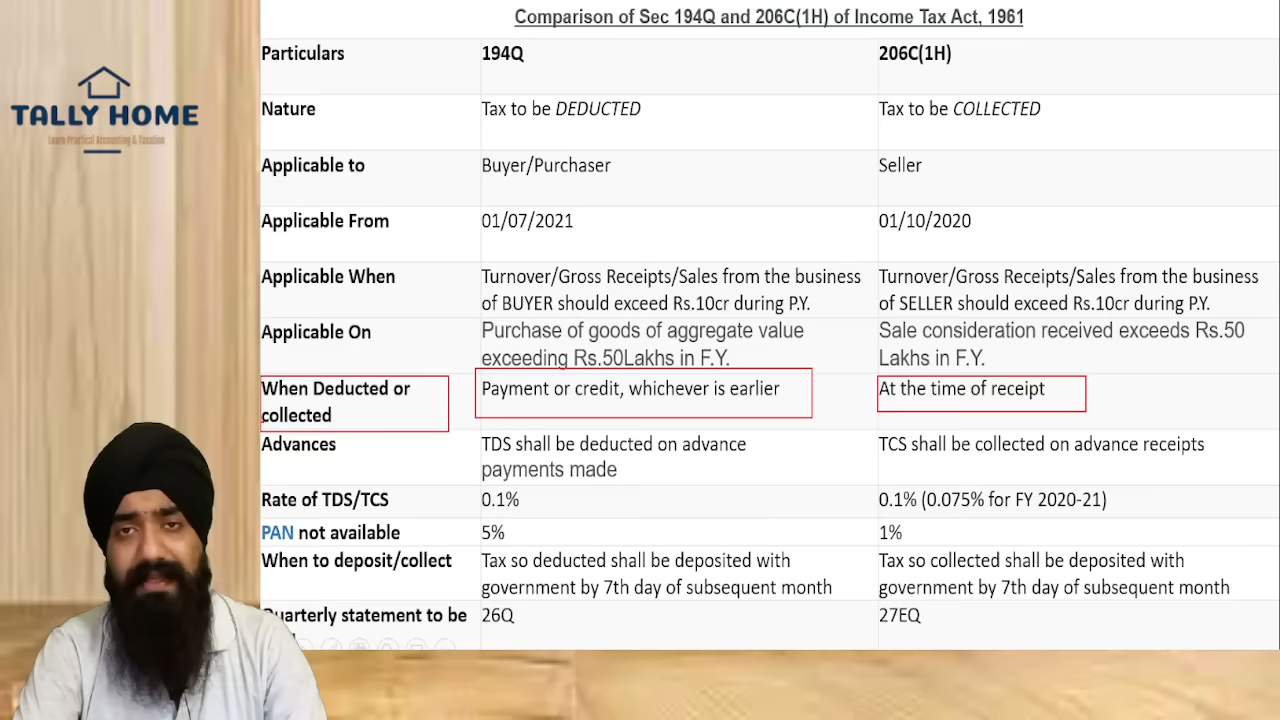 Comparison of Sec 194Q and 206C(1H) of Income Tax Act, 1961
TALLY HOME
Learn Practical Accounting & Taxation
Particulars 194Q 206C(1H)
Nature Tax to be DEDUCTED Tax to be COLLECTED
Applicable to Buyer/Purchaser Seller
Applicable From 01/07/2021 01/10/2020
Applicable When Turnover/Gross Receipts/Sales from the business Turnover/Gross Receipts/Sales from the business
of BUYER should exceed Rs.10cr during P.Y. of SELLER should exceed Rs.10cr during P.Y.
Applicable On Purchase of goods of aggregate value Sale consideration received exceeds Rs.50
exceeding Rs.50Lakhs in F.Y. Lakhs in F.Y.
When Deducted or Payment or credit, whichever is earlier At the time of receipt
collected
Advances TDS shall be deducted on advance TCS shall be collected on advance receipts
payments made
Rate of TDS/TCS 0.1% 0.1% (0.075% for FY 2020-21)
PAN not available 5% 1%
When to deposit/collect Tax so deducted shall be deposited with Tax so collected shall be deposited with
government by 7th day of subsequent month government by 7th day of subsequent month
Quarterly statement to be 26Q 27EQ